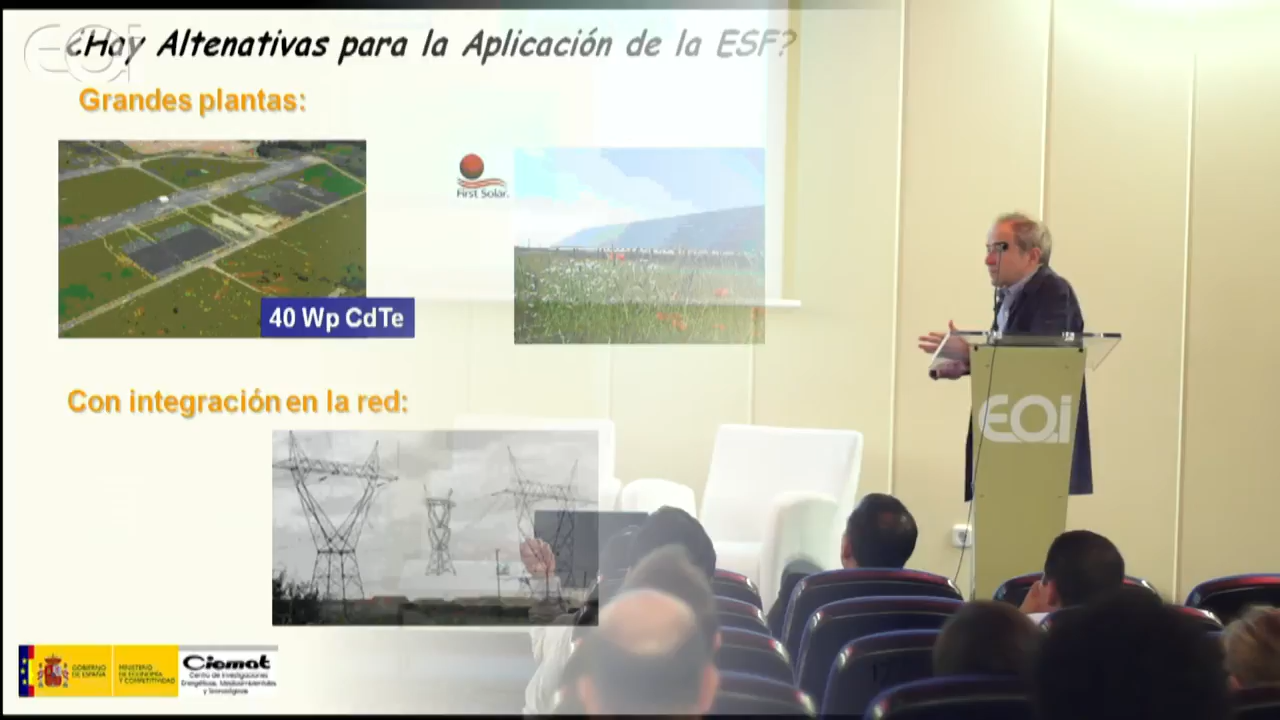 ¿Hay Altenativas para la Aplicación de la ESF?
EOi
Grandes plantas:
First Solar.
40 Wp CdTe
EOi
Con integración en la red:
GOBIERNO
DE ESPAÑA
MINISTERIO
DE ECONOMÍA
Y COMPETITIVIDAD
Ciemat
Centro de Investigaciones
Energéticas, Medioambientales
y Tecnológicas